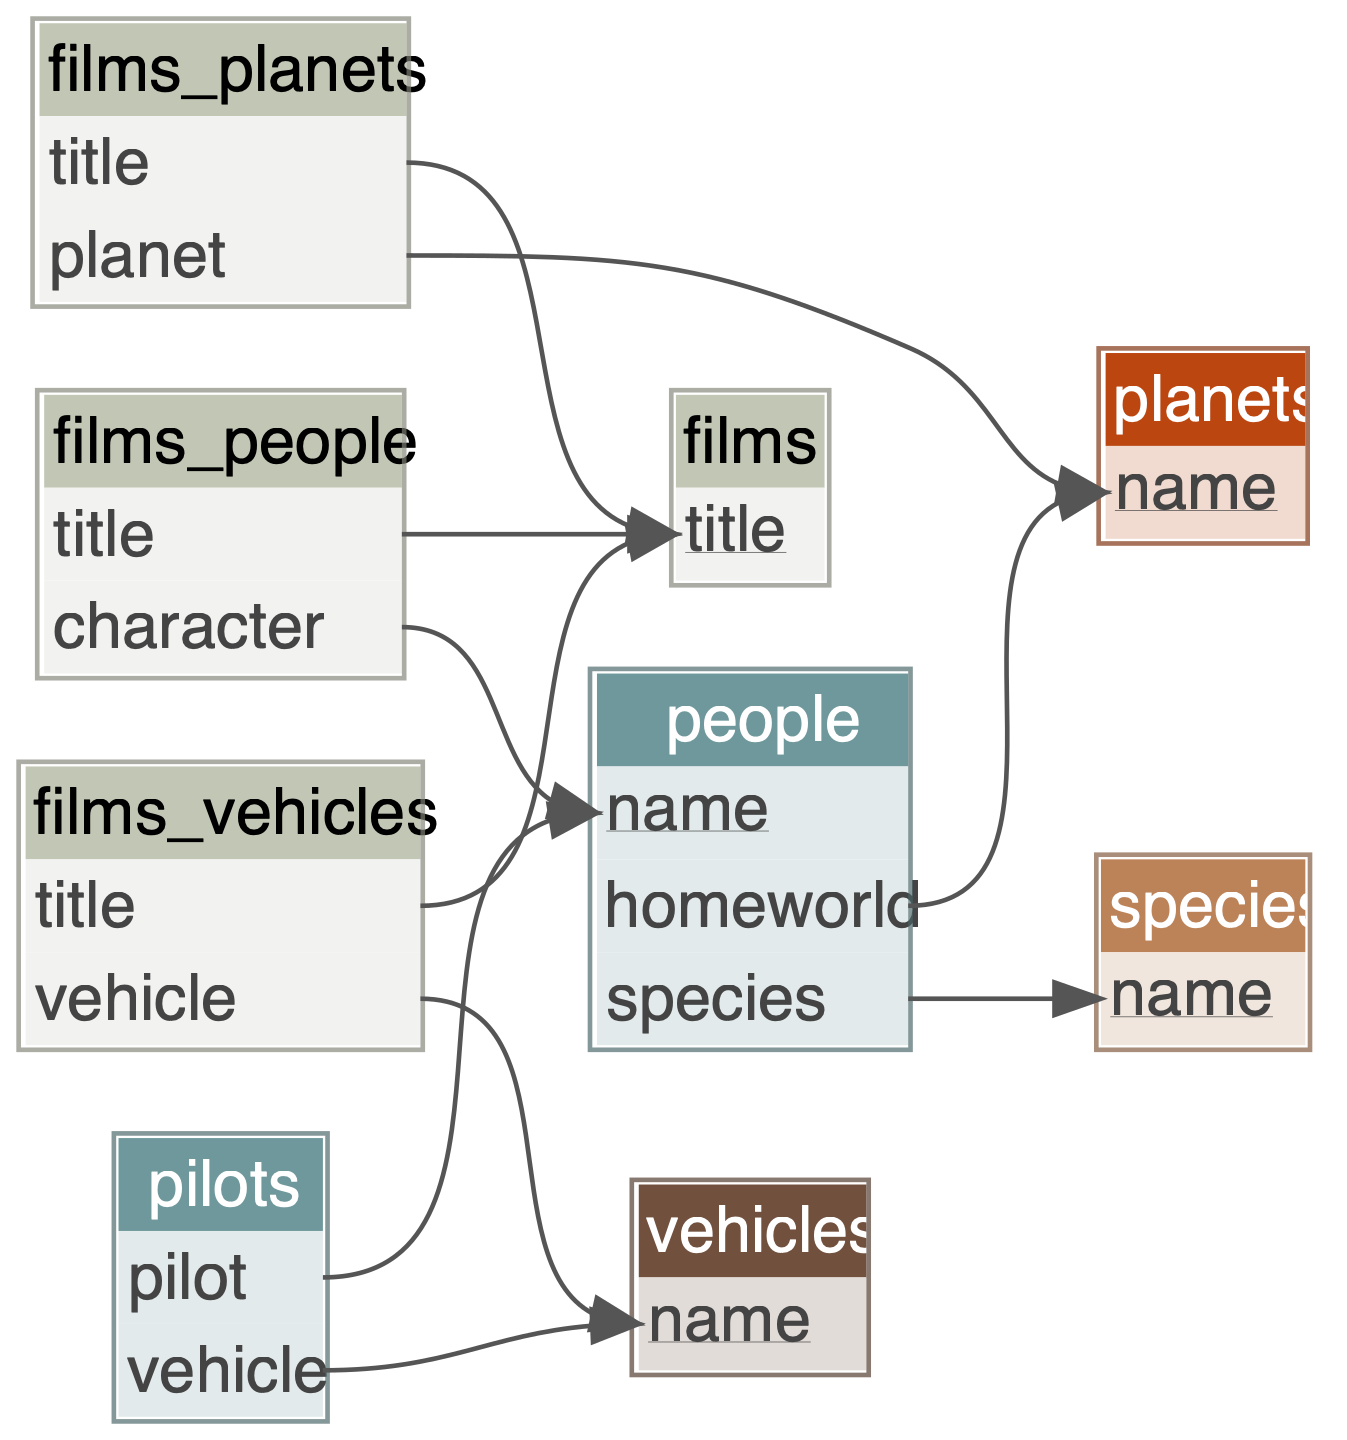 films_planets
title
planet
films_people
title
character
films_vehicles
title
vehicle
pilots
pilot
vehicle
films
title
people
name
homeworld
species
vehicles
name
planets
name
species
name